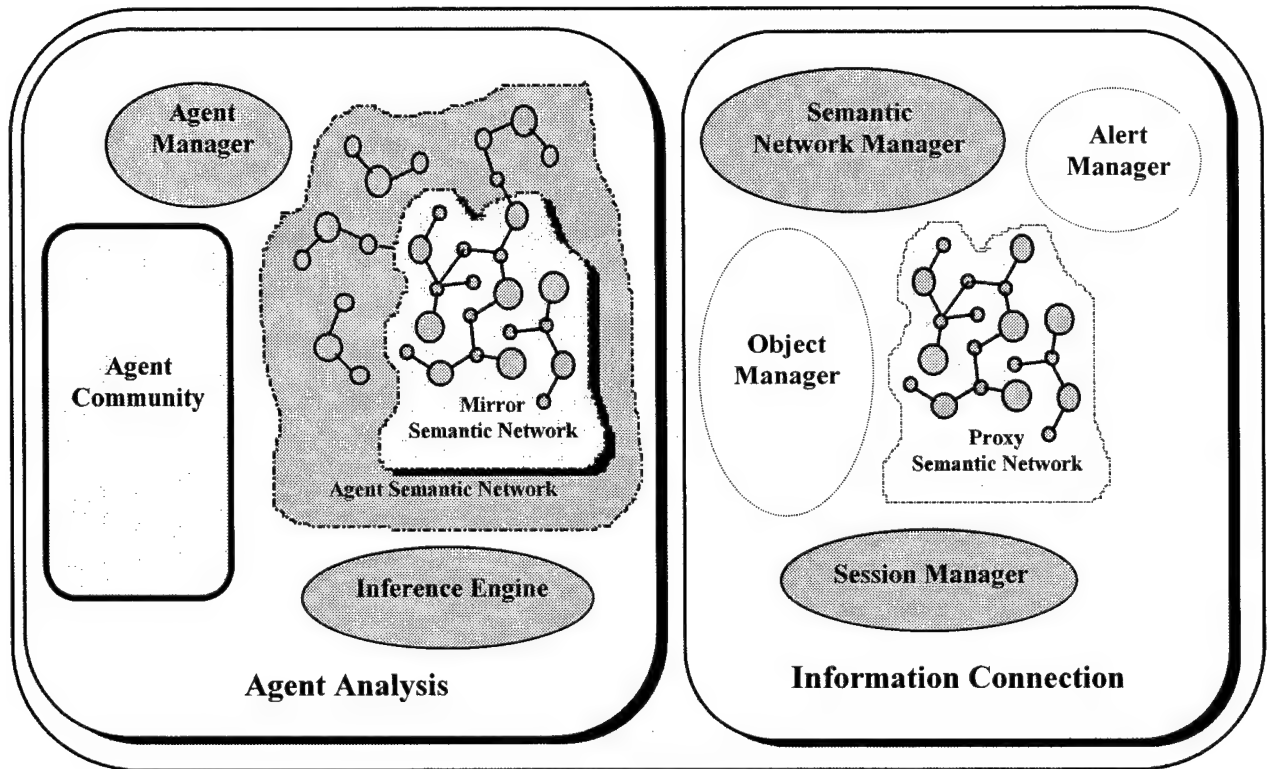 Agent
Manager
Agent
Community
Mirror
Semantic Network
Agent Semantic Network
Inference Engine
Agent Analysis
Semantic
Network Manager
Alert
Manager
Object
Manager
Proxy
Semantic Network
Session Manager
Information Connection